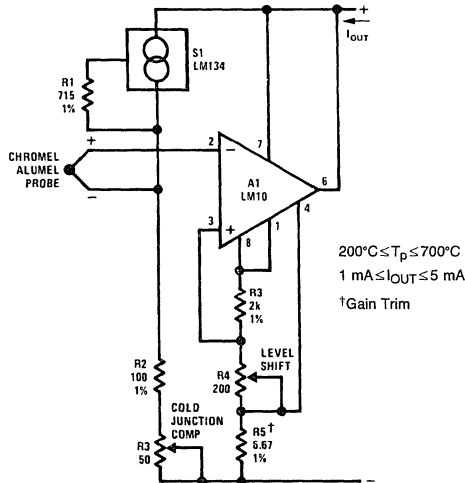 +
IOUT
S1
LM134
R1
715
1%
+
CHROMEL
ALUMEL
PROBE
−
2
−
7
A1
LM10
6
3
+
8
1
4
200°C≤Tp≤700°C
1 mA≤IOUT≤5 mA
†Gain Trim
R3
2k
1%
LEVEL
SHIFT
R4
200
R2
100
1%
COLD
JUNCTION
COMP
R3
50
R5†
6.67
1%
−